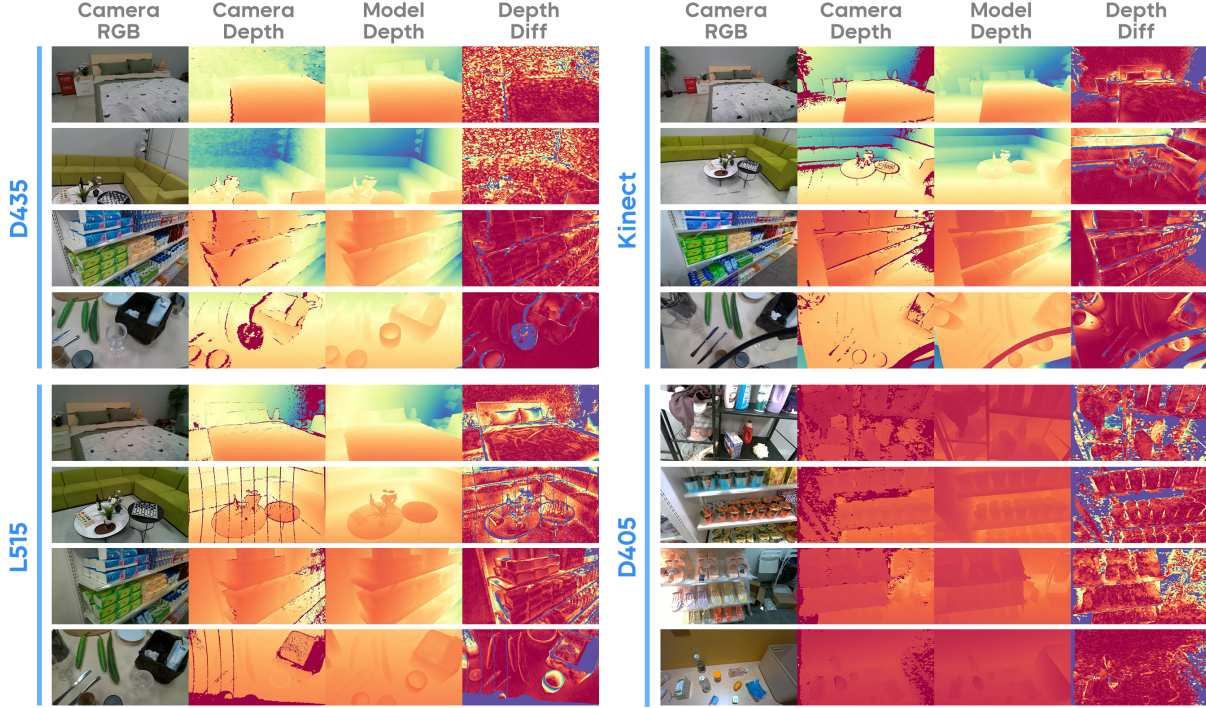 Camera RGB
Camera Depth
Model Depth
Depth Diff
Camera RGB
Camera Depth
Model Depth
Depth Diff
D435
Kinect
L515
D405